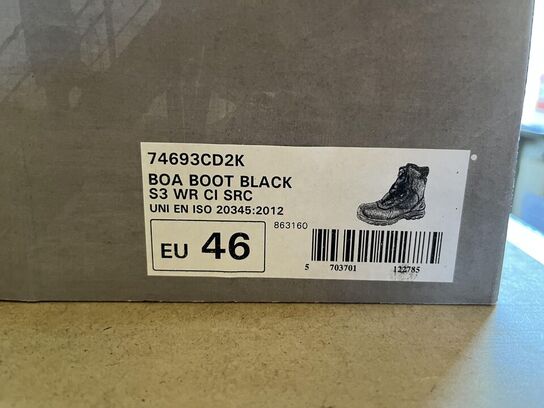 74693CD2K
BOA BOOT BLACK
S3 WR CI SRC
UNI EN ISO 20345:2012
863160
EU 46
5 703701 122785